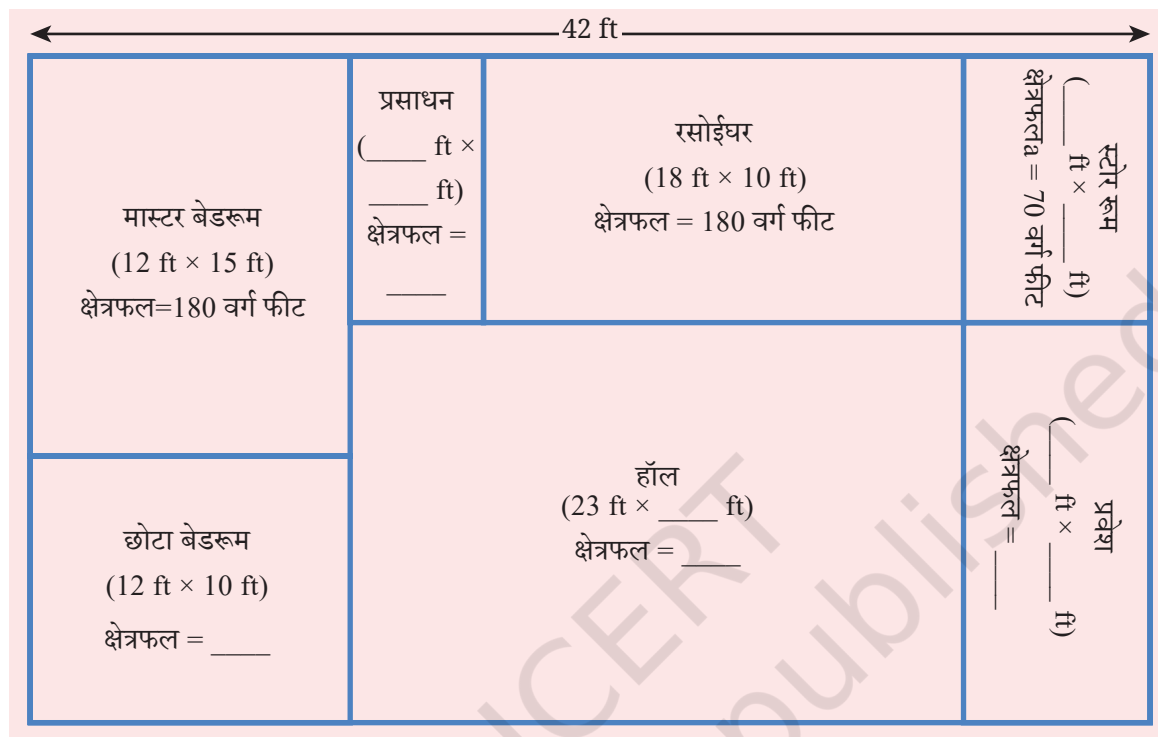 42 ft
मास्टर बेडरूम
(12 ft × 15 ft)
क्षेत्रफल=180 वर्ग फीट
प्रसाधन
(____ ft ×
____ ft)
क्षेत्रफल =
____
रसोईघर
(18 ft × 10 ft)
क्षेत्रफल = 180 वर्ग फीट
स्टोर रूम
(____ ft × ____ ft)
क्षेत्रफलa = 70 वर्ग फीट
छोटा बेडरूम
(12 ft × 10 ft)
क्षेत्रफल = ____
हॉल
(23 ft × ____ ft)
क्षेत्रफल = ____
प्रवेश
(____ ft × ____ ft)
क्षेत्रफल = ____
NCERT
published